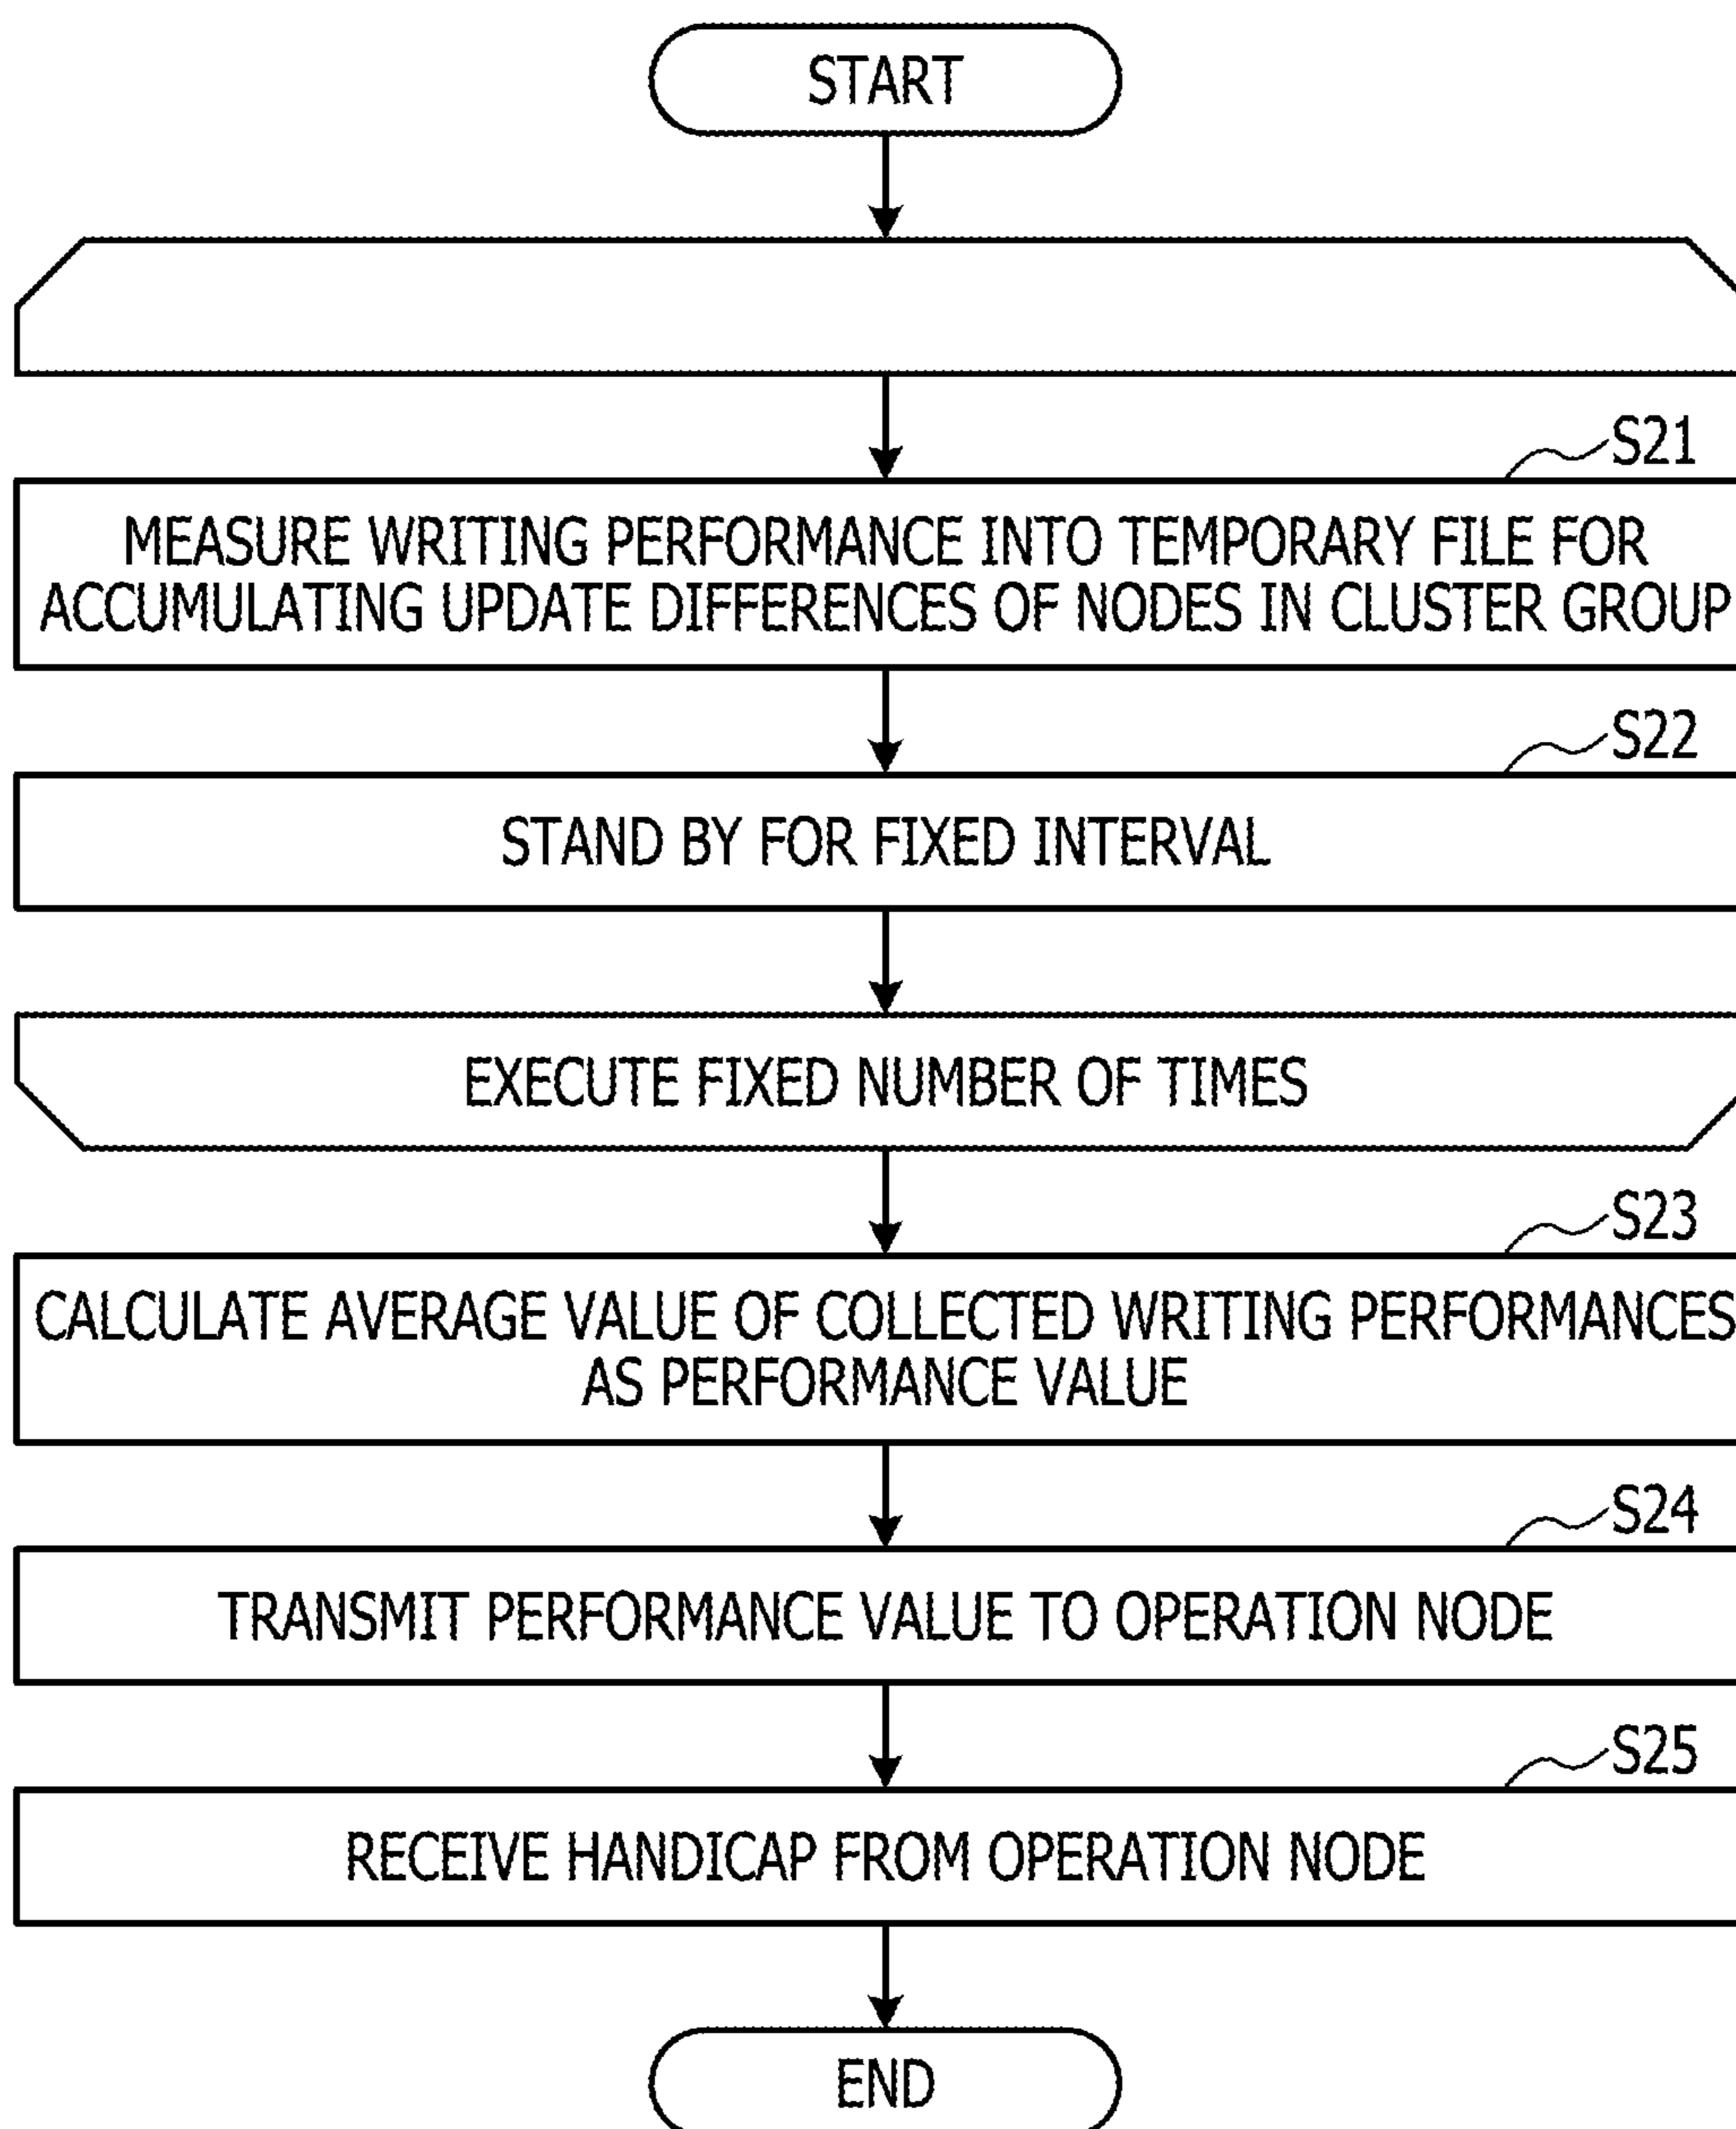 START
S21
MEASURE WRITING PERFORMANCE INTO TEMPORARY FILE FOR
ACCUMULATING UPDATE DIFFERENCES OF NODES IN CLUSTER GROUP
S22
STAND BY FOR FIXED INTERVAL
EXECUTE FIXED NUMBER OF TIMES
S23
CALCULATE AVERAGE VALUE OF COLLECTED WRITING PERFORMANCES
AS PERFORMANCE VALUE
S24
TRANSMIT PERFORMANCE VALUE TO OPERATION NODE
S25
RECEIVE HANDICAP FROM OPERATION NODE
END